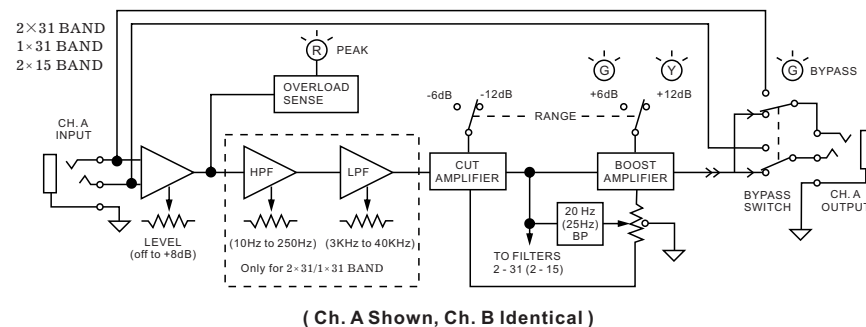 2×31 BAND
1×31 BAND
2×15 BAND
R PEAK
OVERLOAD
SENSE
G
Y
G BYPASS
-6dB
-12dB
RANGE
+6dB
+12dB
CH. A
INPUT
HPF
LPF
CUT
AMPLIFIER
BOOST
AMPLIFIER
BYPASS
SWITCH
CH. A
OUTPUT
LEVEL
(off to +8dB)
(10Hz to 250Hz)
(3KHz to 40KHz)
Only for 2×31/1×31 BAND
20 Hz
(25Hz)
BP
TO FILTERS
2 - 31 (2 - 15)
( Ch. A Shown, Ch. B Identical )